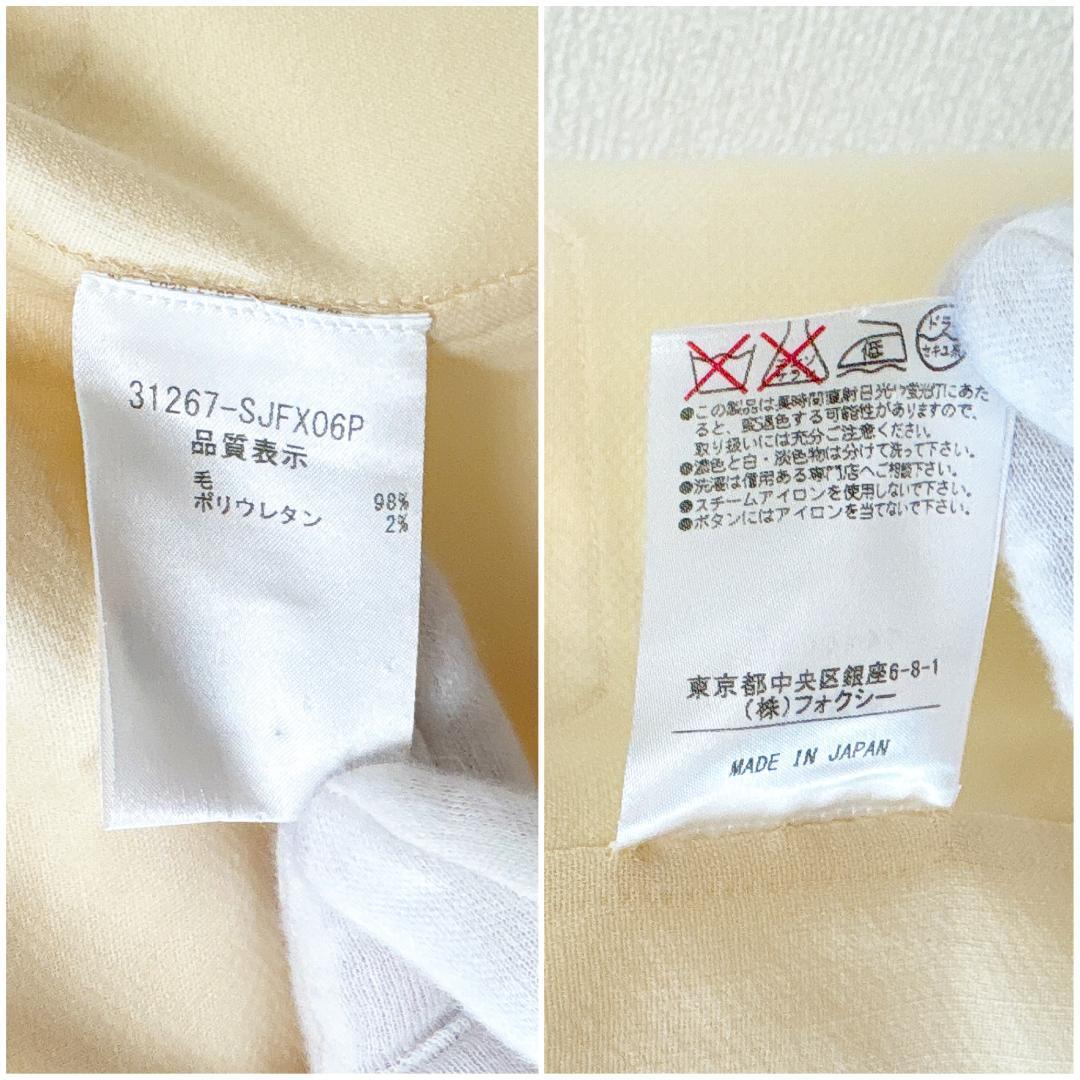 31267-SJFX06P
品質表示
毛 98%
ポリウレタン 2%
低
ドラ
セキユ系
●この製品は長時間直射日光や蛍光灯にあた
ると、変退色する可能性がありますので、
取り扱いには充分ご注意ください。
●濃色と白・淡色物は分けて洗って下さい。
●洗濯は信用ある専門店へご相談下さい。
●スチームアイロンを使用しないで下さい。
●ボタンにはアイロンを当てないで下さい。
東京都中央区銀座6-8-1
(株)フォクシー
MADE IN JAPAN